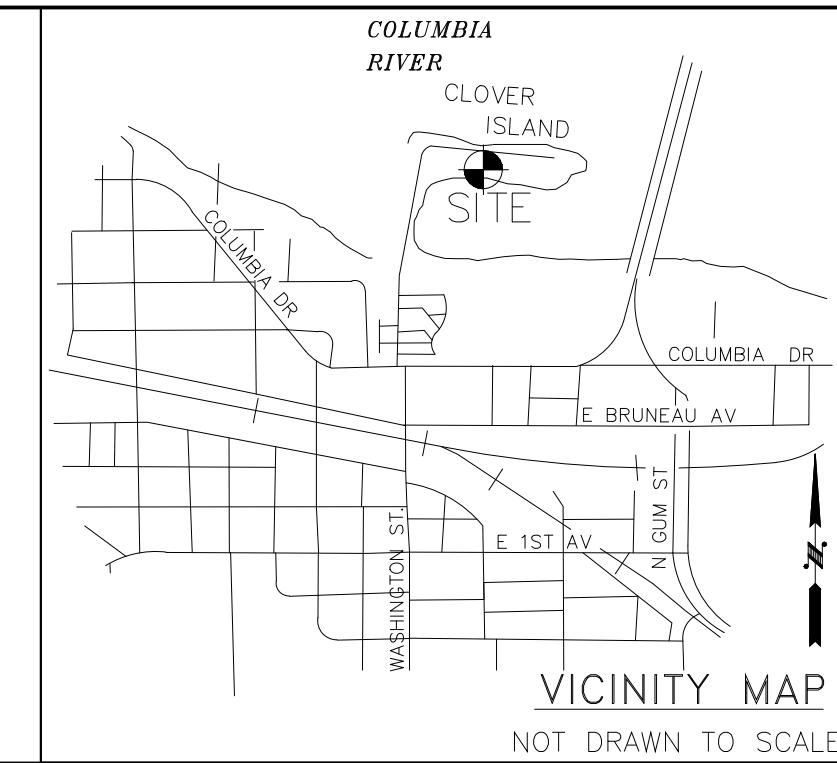 COLUMBIA
RIVER
CLOVER
ISLAND
SITE
COLUMBIA DR
COLUMBIA DR
E BRUNEAU AV
N GUM ST
WASHINGTON ST.
E 1ST AV
N
VICINITY MAP
NOT DRAWN TO SCALE